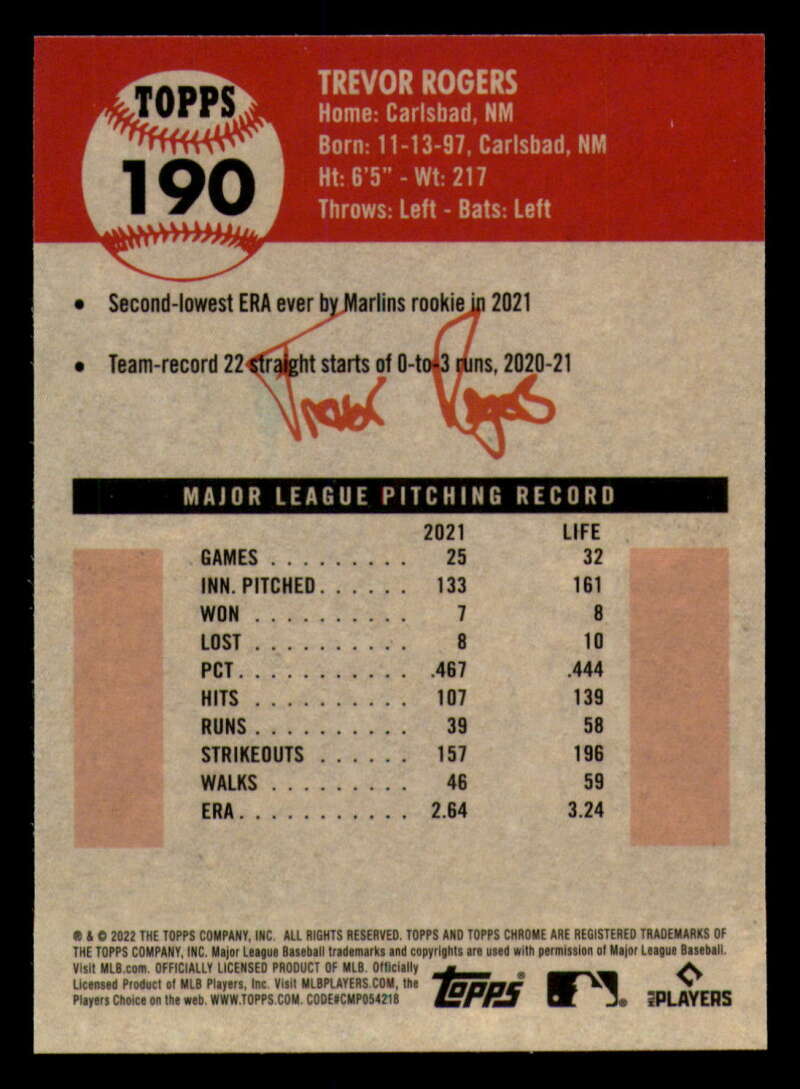 TOPPS
190
TREVOR ROGERS
Home: Carlsbad, NM
Born: 11-13-97, Carlsbad, NM
Ht: 6'5" - Wt: 217
Throws: Left - Bats: Left
• Second-lowest ERA ever by Marlins rookie in 2021
• Team-record 22 straight starts of 0-to-3 runs, 2020-21
Trevor Rogers
MAJOR LEAGUE PITCHING RECORD
2021 LIFE
GAMES . . . . . . . . . 25 32
INN. PITCHED . . . . . . 133 161
WON . . . . . . . . . . 7 8
LOST . . . . . . . . . . 8 10
PCT . . . . . . . . . . . .467 .444
HITS . . . . . . . . . . 107 139
RUNS . . . . . . . . . . 39 58
STRIKEOUTS . . . . . . 157 196
WALKS . . . . . . . . . 46 59
ERA . . . . . . . . . . . 2.64 3.24
® & © 2022 THE TOPPS COMPANY, INC. ALL RIGHTS RESERVED. TOPPS AND TOPPS CHROME ARE REGISTERED TRADEMARKS OF
THE TOPPS COMPANY, INC. Major League Baseball trademarks and copyrights are used with permission of Major League Baseball.
Visit MLB.com. OFFICIALLY LICENSED PRODUCT OF MLB. Officially
Licensed Product of MLB Players, Inc. Visit MLBPLAYERS.COM, the
Players Choice on the web. WWW.TOPPS.COM. CODE#CMP054218
Topps®
®
MLB PLAYERS